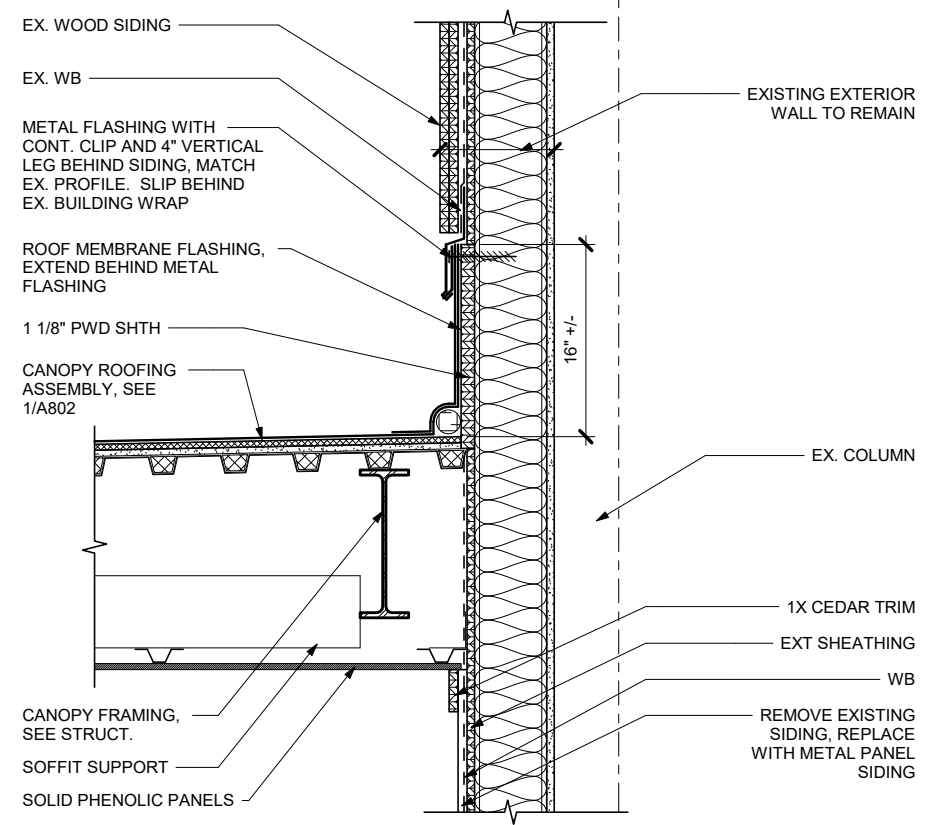 EX. WOOD SIDING
EX. WB
METAL FLASHING WITH
CONT. CLIP AND 4" VERTICAL
LEG BEHIND SIDING, MATCH
EX. PROFILE. SLIP BEHIND
EX. BUILDING WRAP
ROOF MEMBRANE FLASHING,
EXTEND BEHIND METAL
FLASHING
1 1/8" PWD SHTH
CANOPY ROOFING
ASSEMBLY, SEE
1/A802
CANOPY FRAMING,
SEE STRUCT.
SOFFIT SUPPORT
SOLID PHENOLIC PANELS
16" +/-
EXISTING EXTERIOR
WALL TO REMAIN
EX. COLUMN
1X CEDAR TRIM
EXT SHEATHING
WB
REMOVE EXISTING
SIDING, REPLACE
WITH METAL PANEL
SIDING